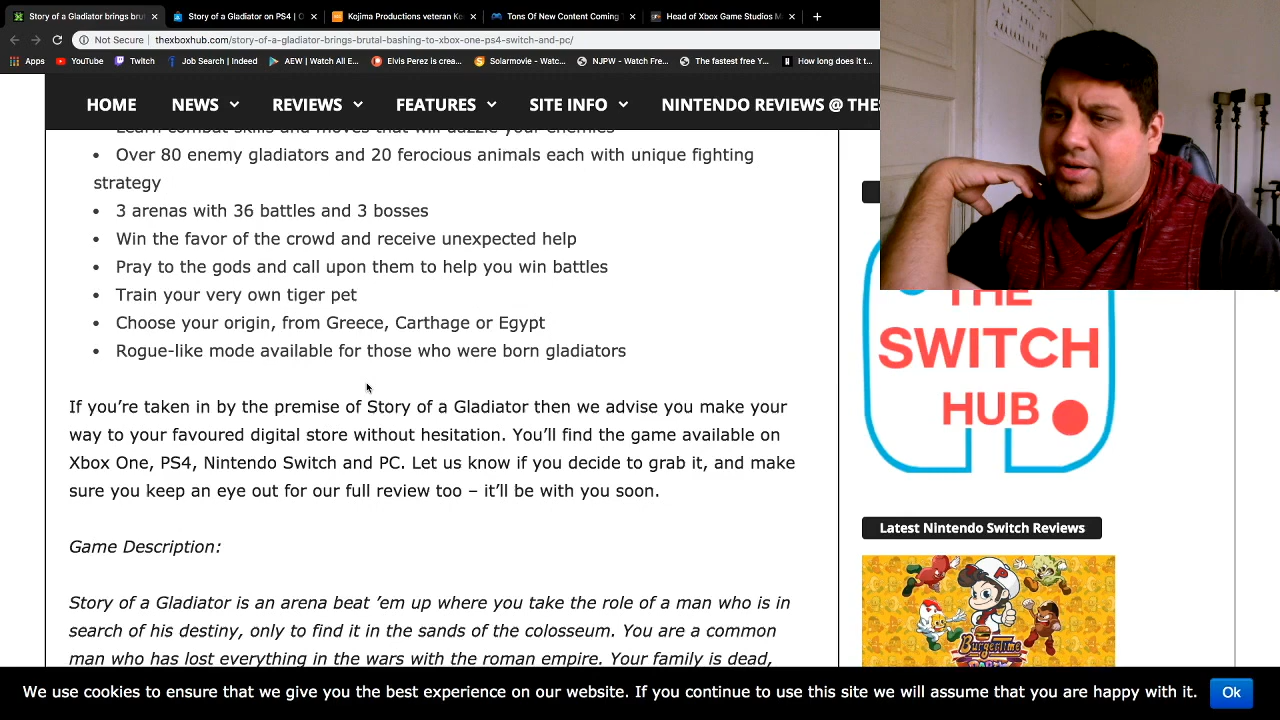 Story of a Gladiator brings brut
Story of a Gladiator on PS4 | O
Kojima Productions veteran K
Tons Of New Content Coming
Head of Xbox Game Studios M
Not Secure
thexboxhub.com/story-of-a-gladiator-brings-brutal-bashing-to-xbox-one-ps4-switch-and-pc/
Apps
YouTube
Twitch
Job Search | Indeed
AEW | Watch All E...
Elvis Perez is crea...
Solarmovie - Watc...
NJPW - Watch Fre...
The fastest free Y...
How long does it t...
HOME
NEWS
REVIEWS
FEATURES
SITE INFO
NINTENDO REVIEWS @ THES
Learn combat skills and moves that will dazzle your enemies
• Over 80 enemy gladiators and 20 ferocious animals each with unique fighting
strategy
• 3 arenas with 36 battles and 3 bosses
• Win the favor of the crowd and receive unexpected help
• Pray to the gods and call upon them to help you win battles
• Train your very own tiger pet
• Choose your origin, from Greece, Carthage or Egypt
• Rogue-like mode available for those who were born gladiators
If you're taken in by the premise of Story of a Gladiator then we advise you make your
way to your favoured digital store without hesitation. You'll find the game available on
Xbox One, PS4, Nintendo Switch and PC. Let us know if you decide to grab it, and make
sure you keep an eye out for our full review too – it'll be with you soon.
Game Description:
Story of a Gladiator is an arena beat 'em up where you take the role of a man who is in
search of his destiny, only to find it in the sands of the colosseum. You are a common
man who has lost everything in the wars with the roman empire. Your family is dead,
THE
SWITCH
HUB
Latest Nintendo Switch Reviews
BurgerTime
PARTY
We use cookies to ensure that we give you the best experience on our website. If you continue to use this site we will assume that you are happy with it.
Ok